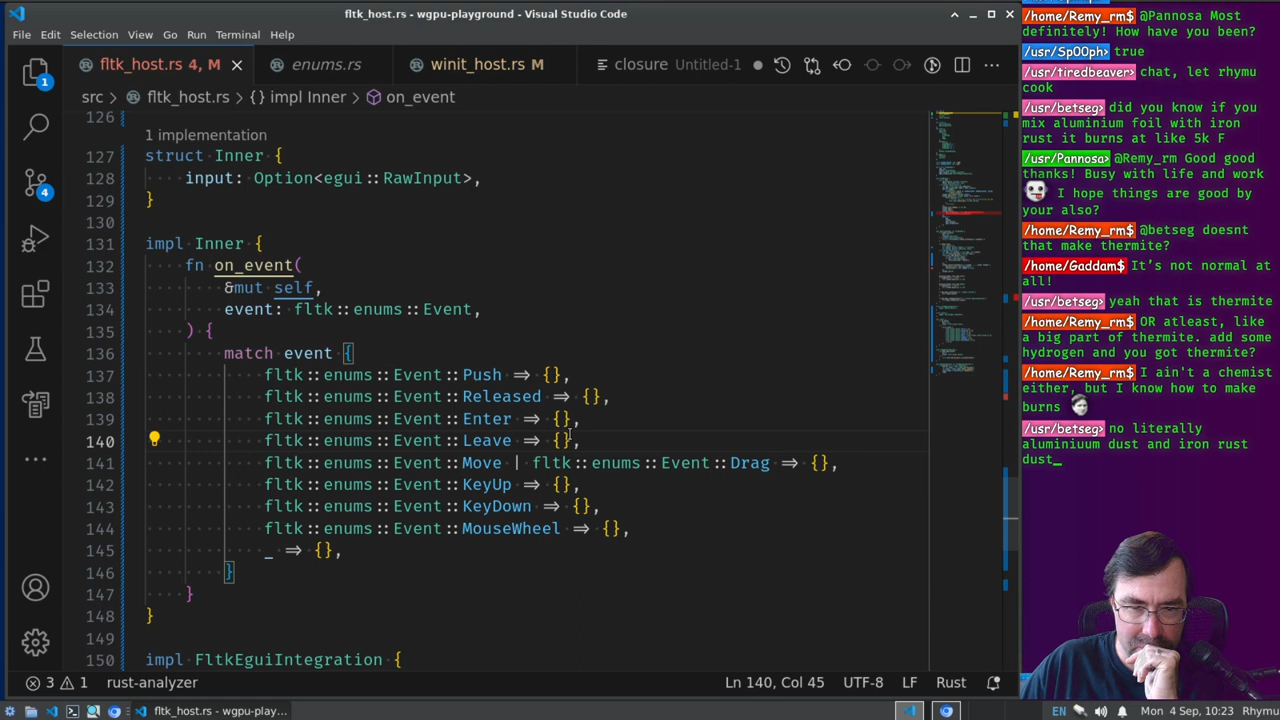 fltk_host.rs - wgpu-playground - Visual Studio Code
File Edit Selection View Go Run Terminal Help
fltk_host.rs 4, M
enums.rs
winit_host.rs M
closure Untitled-1
src > fltk_host.rs > {} impl Inner > on_event
126
1 implementation
127 struct Inner {
128 input: Option<egui::RawInput>,
129 }
130
131 impl Inner {
132 fn on_event(
133 &mut self,
134 event: fltk::enums::Event,
135 ) {
136 match event {
137 fltk::enums::Event::Push => {},
138 fltk::enums::Event::Released => {},
139 fltk::enums::Event::Enter => {},
140 fltk::enums::Event::Leave => {},
141 fltk::enums::Event::Move | fltk::enums::Event::Drag => {},
142 fltk::enums::Event::KeyUp => {},
143 fltk::enums::Event::KeyDown => {},
144 fltk::enums::Event::MouseWheel => {},
145 _ => {},
146 }
147 }
148 }
149
150 impl FltkEguiIntegration {
1
4
3 1 rust-analyzer
Ln 140, Col 45 UTF-8 LF Rust
fltk_host.rs - wgpu-play...
EN Mon 4 Sep, 10:23 Rhymu
/home/Remy_rm$ @Pannosa Most
definitely! How have you been?
/usr/Sp00ph> true
/usr/tiredbeaver> chat, let rhymu
cook
/usr/betseg> did you know if you
mix aluminium foil with iron
rust it burns at like 5k F
/usr/Pannosa> @Remy_rm Good good
thanks! Busy with life and work
I hope things are good by
your also?
/home/Remy_rm$ @betseg doesnt
that make thermite?
/home/Gaddam$ It's not normal at
all!
/usr/betseg> yeah that is thermite
/home/Remy_rm$ OR atleast, like
a big part of thermite. add some
hydrogen and you got thermite?
/home/Remy_rm$ I ain't a chemist
either, but I know how to make
burns
/usr/betseg> no literally
aluminiuum dust and iron rust
dust_